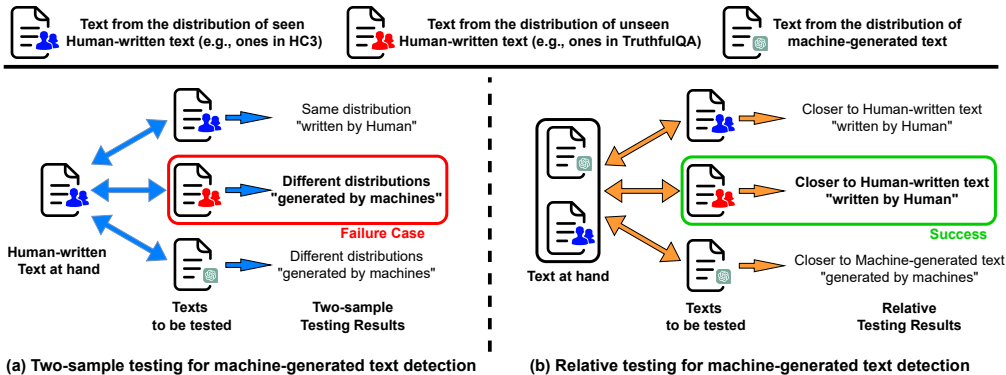 Text from the distribution of seen
Human-written text (e.g., ones in HC3)
Text from the distribution of unseen
Human-written text (e.g., ones in TruthfulQA)
Text from the distribution of
machine-generated text
Human-written
Text at hand
Same distribution
"written by Human"
Different distributions
"generated by machines"
Failure Case
Different distributions
"generated by machines"
Texts
to be tested
Two-sample
Testing Results
(a) Two-sample testing for machine-generated text detection
Text at hand
Closer to Human-written text
"written by Human"
Closer to Human-written text
"written by Human"
Success
Closer to Machine-generated text
"generated by machines"
Texts
to be tested
Relative
Testing Results
(b) Relative testing for machine-generated text detection